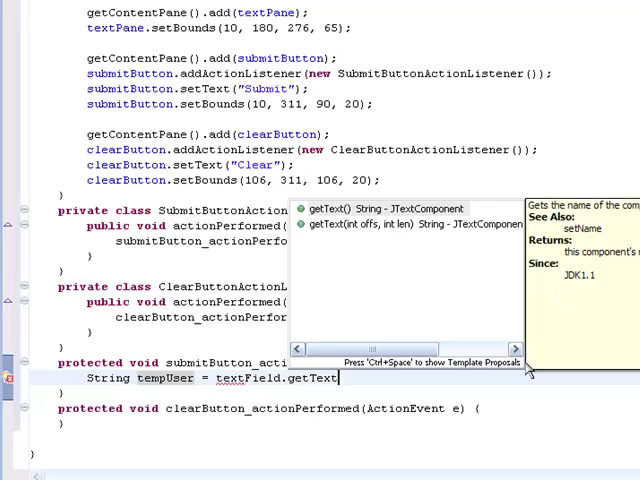 getContentPane().add(textPane);
textPane.setBounds(10, 180, 276, 65);
getContentPane().add(submitButton);
submitButton.addActionListener(new SubmitButtonActionListener());
submitButton.setText("Submit");
submitButton.setBounds(10, 311, 90, 20);
getContentPane().add(clearButton);
clearButton.addActionListener(new ClearButtonActionListener());
clearButton.setText("Clear");
clearButton.setBounds(106, 311, 106, 20);
}
private class SubmitButtonAction
public void actionPerformed(
submitButton_actionPerfo
}
}
private class ClearButtonActionL
public void actionPerformed(
clearButton_actionPerfor
}
}
protected void submitButton_acti
String tempUser = textField.getText
}
protected void clearButton_actionPerformed(ActionEvent e) {
}
}
getText() String - JTextComponent
getText(int offs, int len) String - JTextComponen
Press 'Ctrl+Space' to show Template Proposals
Gets the name of the com
See Also:
setName
Returns:
this component's
Since:
JDK1.1